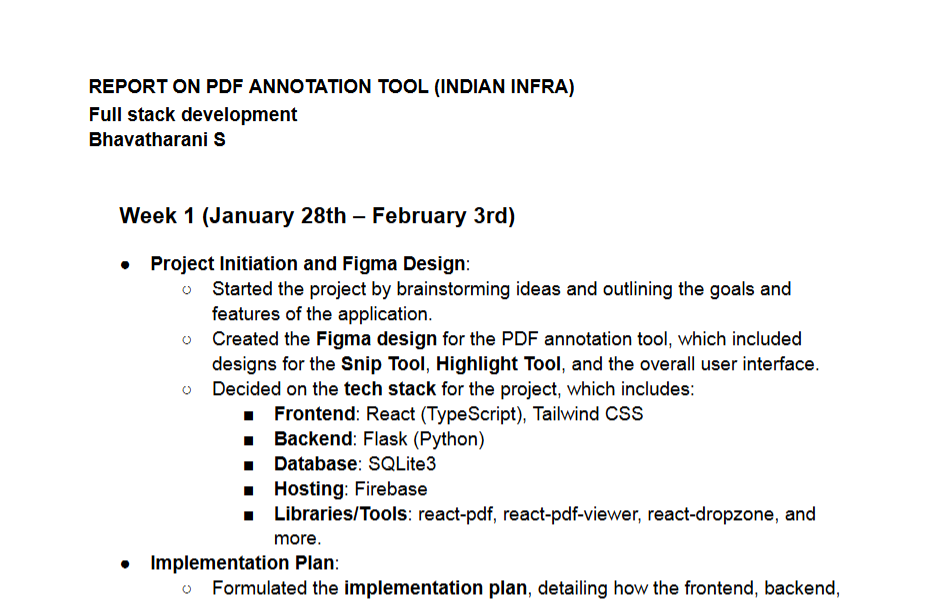 REPORT ON PDF ANNOTATION TOOL (INDIAN INFRA)
Full stack development
Bhavatharani S
Week 1 (January 28th – February 3rd)
● Project Initiation and Figma Design:
○ Started the project by brainstorming ideas and outlining the goals and
features of the application.
○ Created the Figma design for the PDF annotation tool, which included
designs for the Snip Tool, Highlight Tool, and the overall user interface.
○ Decided on the tech stack for the project, which includes:
■ Frontend: React (TypeScript), Tailwind CSS
■ Backend: Flask (Python)
■ Database: SQLite3
■ Hosting: Firebase
■ Libraries/Tools: react-pdf, react-pdf-viewer, react-dropzone, and
more.
● Implementation Plan:
○ Formulated the implementation plan, detailing how the frontend, backend,